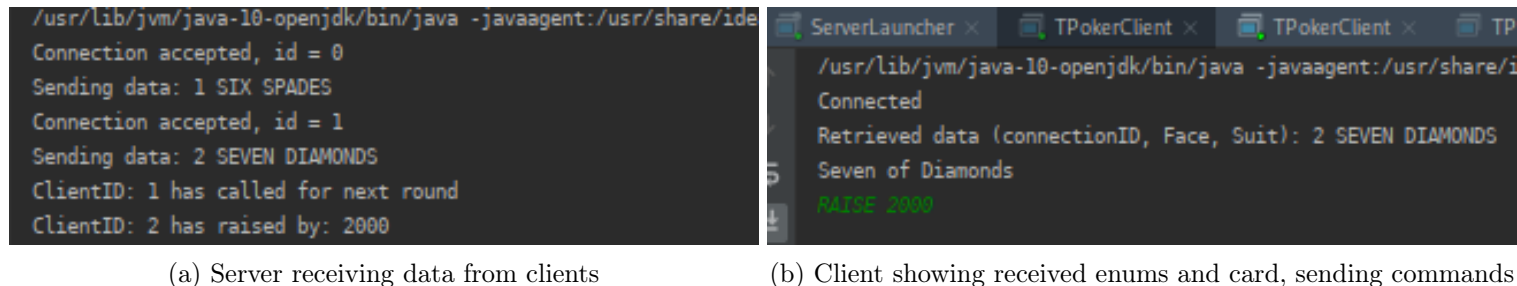 /usr/lib/jvm/java-10-openjdk/bin/java -javaagent:/usr/share/ide
Connection accepted, id = 0
Sending data: 1 SIX SPADES
Connection accepted, id = 1
Sending data: 2 SEVEN DIAMONDS
ClientID: 1 has called for next round
ClientID: 2 has raised by: 2000
(a) Server receiving data from clients
ServerLauncher × TPokerClient × TPokerClient × TP
/usr/lib/jvm/java-10-openjdk/bin/java -javaagent:/usr/share/i
Connected
Retrieved data (connectionID, Face, Suit): 2 SEVEN DIAMONDS
Seven of Diamonds
RAISE 2000
(b) Client showing received enums and card, sending commands